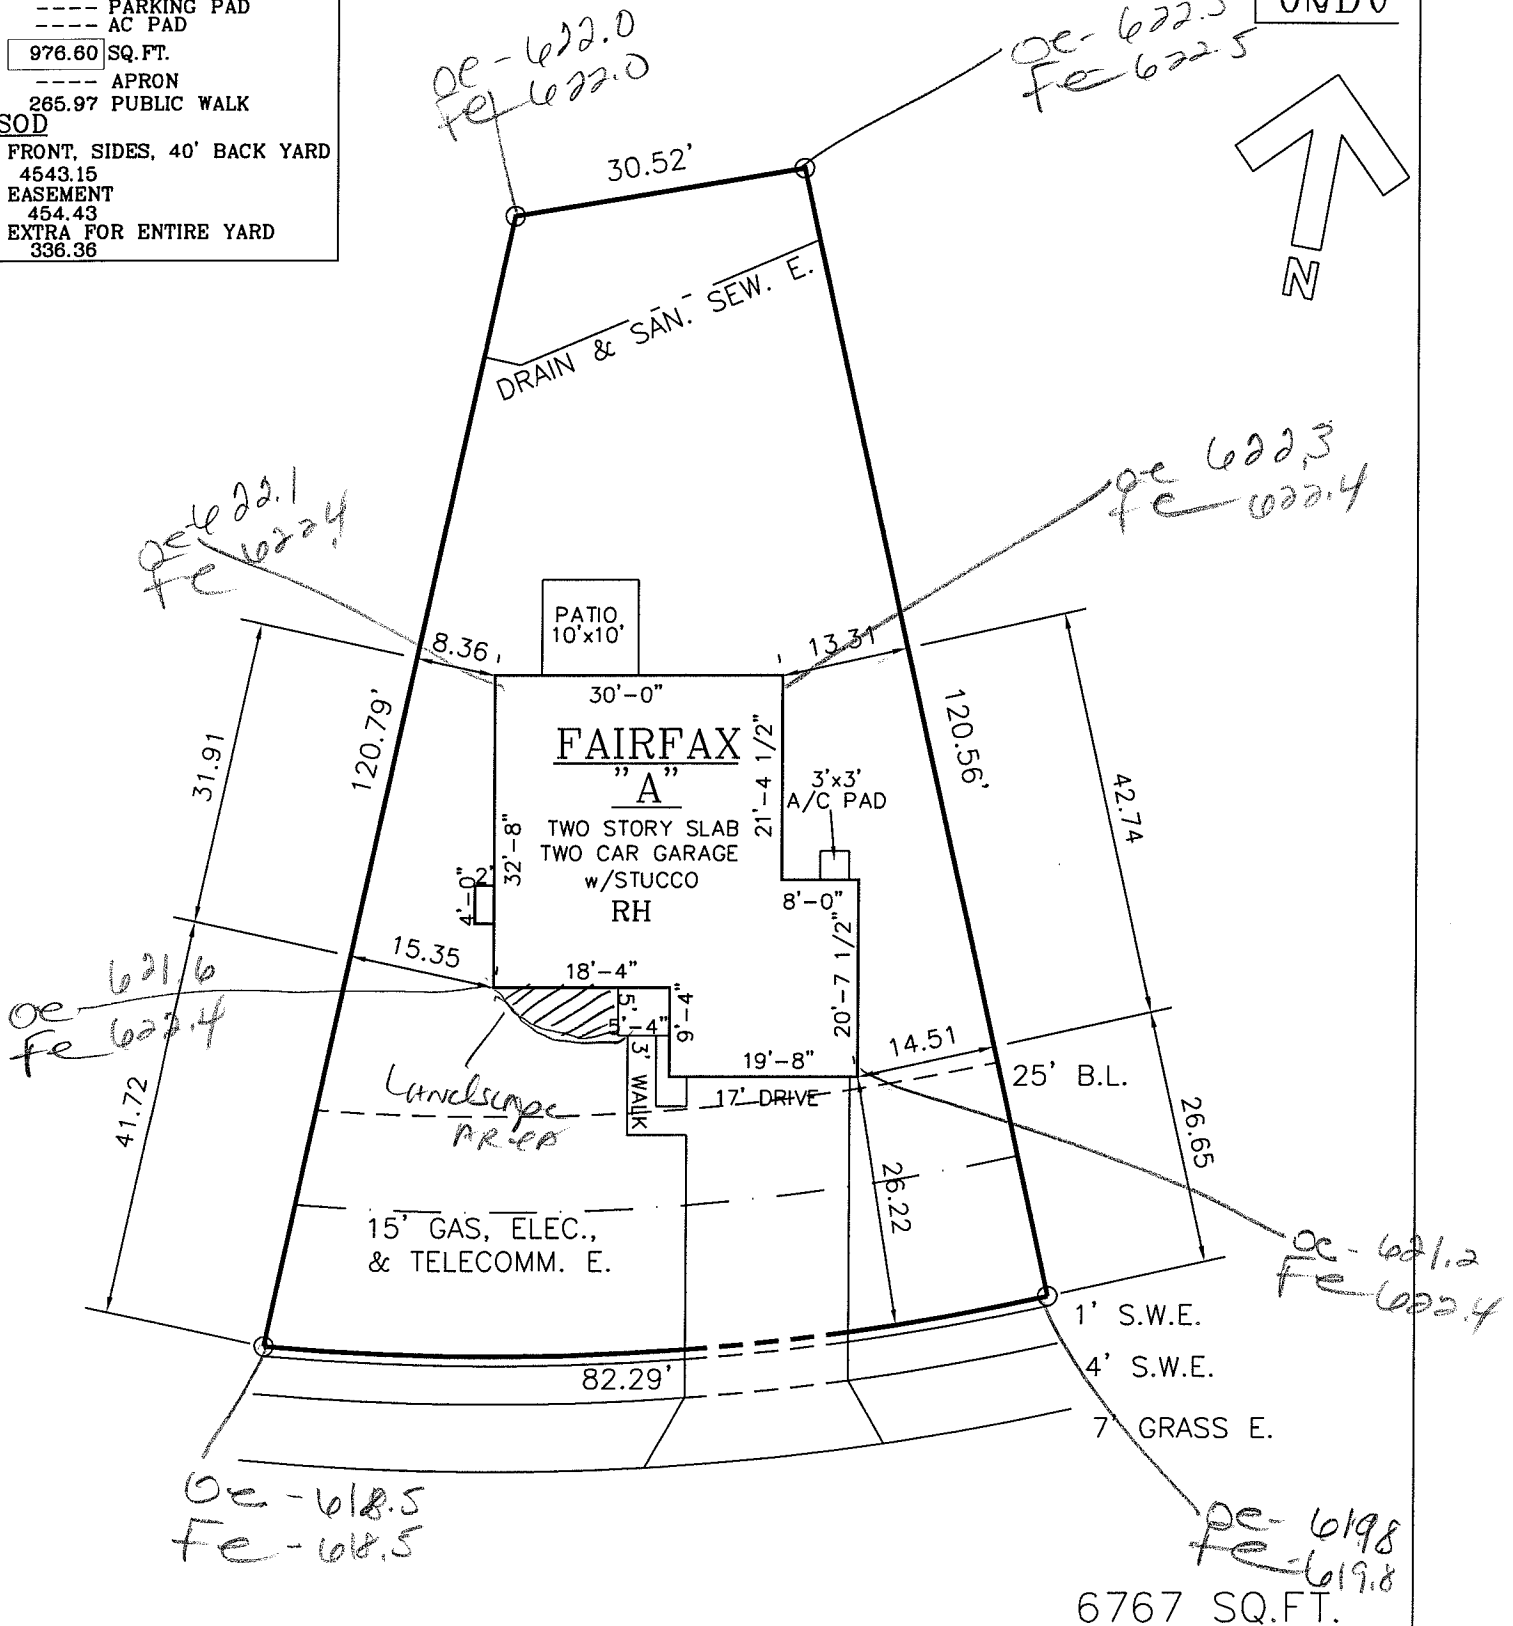 ---- PARKING PAD
---- AC PAD
976.60 SQ.FT.
---- APRON
265.97 PUBLIC WALK
SOD
FRONT, SIDES, 40' BACK YARD
4543.15
EASEMENT
454.43
EXTRA FOR ENTIRE YARD
336.36
oe-622.0
Fe 622.0
oe- 622.5
Fe- 622.5
N
30.52'
DRAIN & SAN. SEW. E.
oe 622.1
Fe 622.4
oe 622.3
fe 622.4
PATIO
10'x10'
8.36
13.31
30'-0"
31.91
120.79'
120.56'
42.74
FAIRFAX
"A"
TWO STORY SLAB
TWO CAR GARAGE
w/STUCCO
RH
32'-8"
21'-4 1/2"
3'x3'
A/C PAD
2'
4'-0"
8'-0"
20'-7 1/2"
15.35
18'-4"
5'
'-4"
9'-4"
19'-8"
14.51
oe 621.6
Fe 622.4
Landscape
AREA
3' WALK
17' DRIVE
25' B.L.
41.72
26.65
26.22
15' GAS, ELEC.,
& TELECOMM. E.
oe - 621.2
Fe 622.4
1' S.W.E.
4' S.W.E.
7' GRASS E.
82.29'
Oe - 618.5
Fe - 618.5
oe- 619.8
Fe-619.8
6767 SQ.FT.